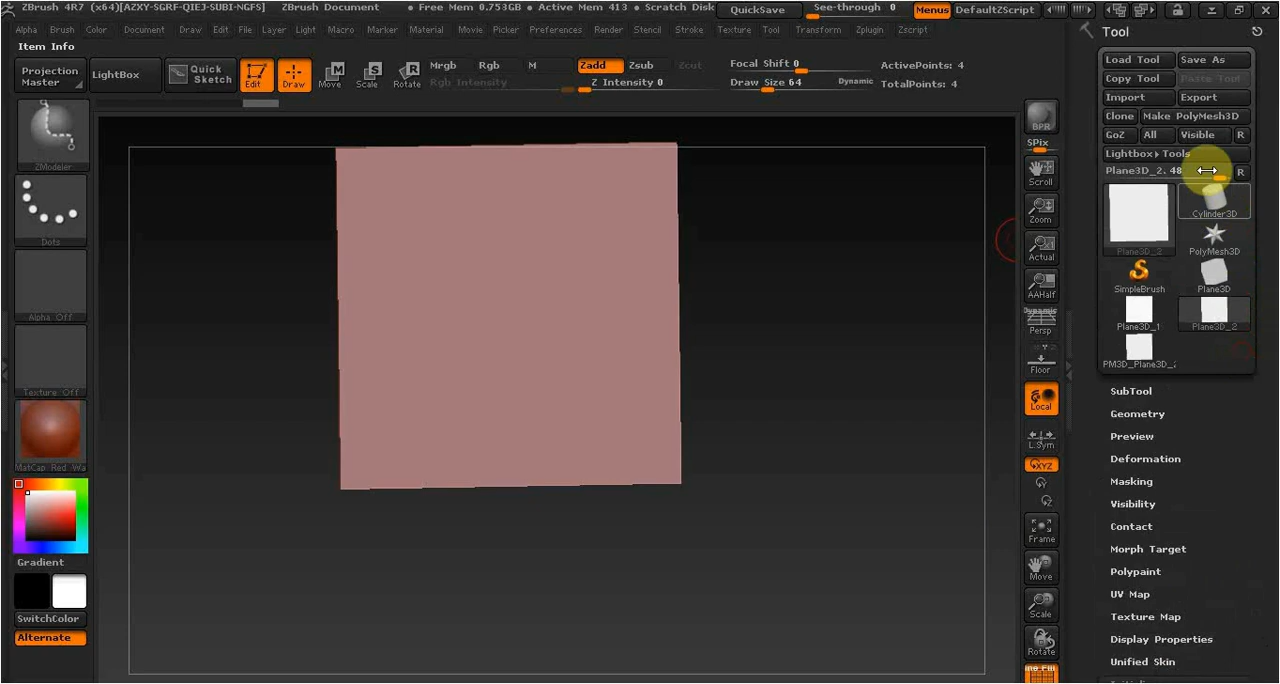 ZBrush 4R7 (x64)[AZXY-SGRF-QIEJ-SUBI-NGFS] ZBrush Document • Free Mem 0.753GB • Active Mem 413 • Scratch Disk QuickSave See-through 0 Menus DefaultZScript
Alpha Brush Color Document Draw Edit File Layer Light Macro Marker Material Movie Picker Preferences Render Stencil Stroke Texture Tool Transform Zplugin Zscript
Item Info
Projection Master
LightBox
Quick Sketch
Edit
Draw
Move
Scale
Rotate
Mrgb Rgb M Zadd Zsub Zcut
Rgb Intensity Z Intensity 0
Focal Shift 0 ActivePoints: 4
Draw Size 64 Dynamic TotalPoints: 4
ZModeler
Dots
Alpha Off
Texture Off
MatCap Red Wa
Gradient
SwitchColor
Alternate
BPR
SPix
Scroll
Zoom
Actual
AAHalf
Dynamic
Persp
Floor
Local
L.Sym
XYZ
Frame
Move
Scale
Rotate
Tool
Load Tool Save As
Copy Tool Paste Tool
Import Export
Clone Make PolyMesh3D
GoZ All Visible R
Lightbox▸Tools
Plane3D_2. 48 R
Plane3D_2 Cylinder3D
PolyMesh3D
SimpleBrush Plane3D
Plane3D_1 Plane3D_2
PM3D_Plane3D_2
SubTool
Geometry
Preview
Deformation
Masking
Visibility
Contact
Morph Target
Polypaint
UV Map
Texture Map
Display Properties
Unified Skin